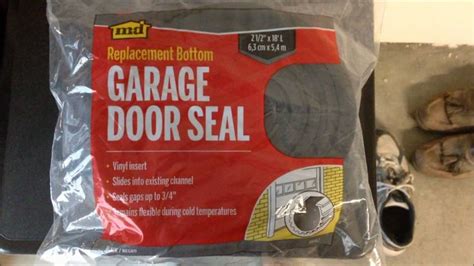 md
2 1/2" x 18' L
6,3 cm x 5,4 m
Replacement Bottom
GARAGE
DOOR SEAL
• Vinyl insert
• Slides into existing channel
• Seals gaps up to 3/4"
• Remains flexible during cold temperatures